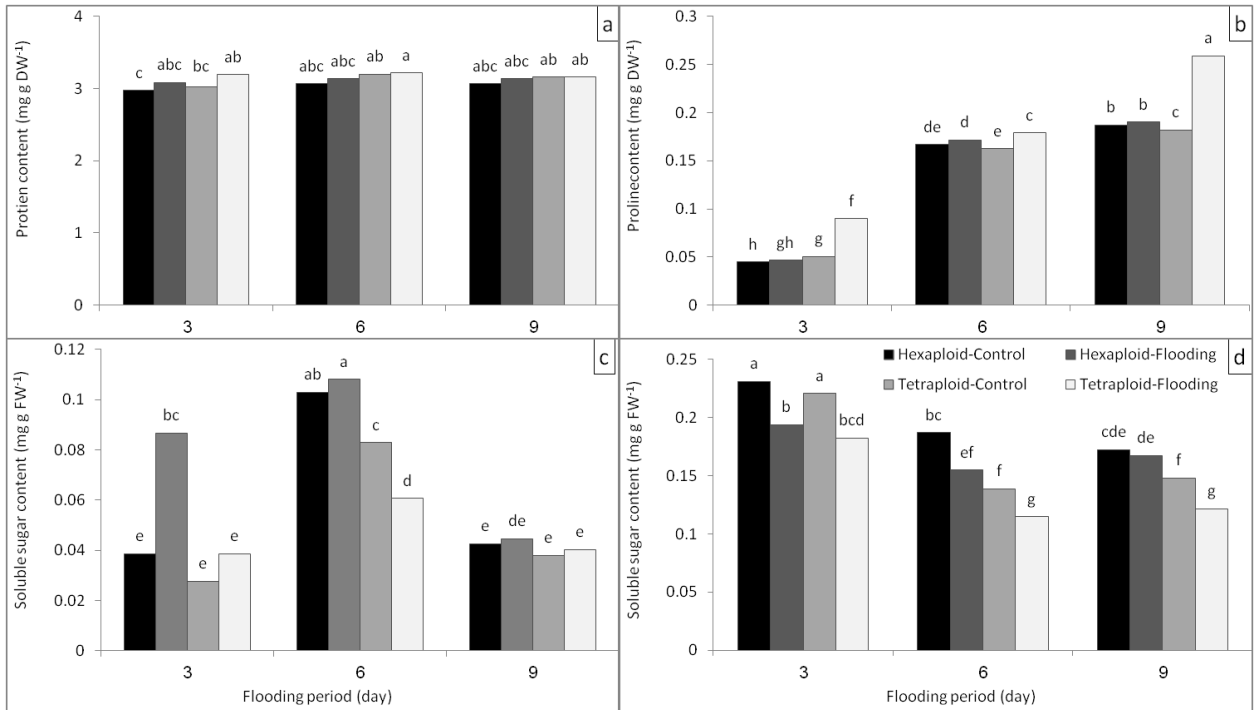 a
Protien content (mg g DW-1)
4
3
2
1
0
c abc bc ab
abc abc ab a
abc abc ab ab
3 6 9
b
Prolinecontent (mg g DW-1)
0.3
0.25
0.2
0.15
0.1
0.05
0
h gh g f
de d e c
b b c a
3 6 9
c
Soluble sugar content (mg g FW-1)
0.12
0.1
0.08
0.06
0.04
0.02
0
e bc e e
ab a c d
e de e e
3 6 9
Flooding period (day)
d
Hexaploid-Control Hexaploid-Flooding
Tetraploid-Control Tetraploid-Flooding
Soluble sugar content (mg g FW-1)
0.25
0.2
0.15
0.1
0.05
0
a b a bcd
bc ef f g
cde de f g
3 6 9
Flooding period (day)